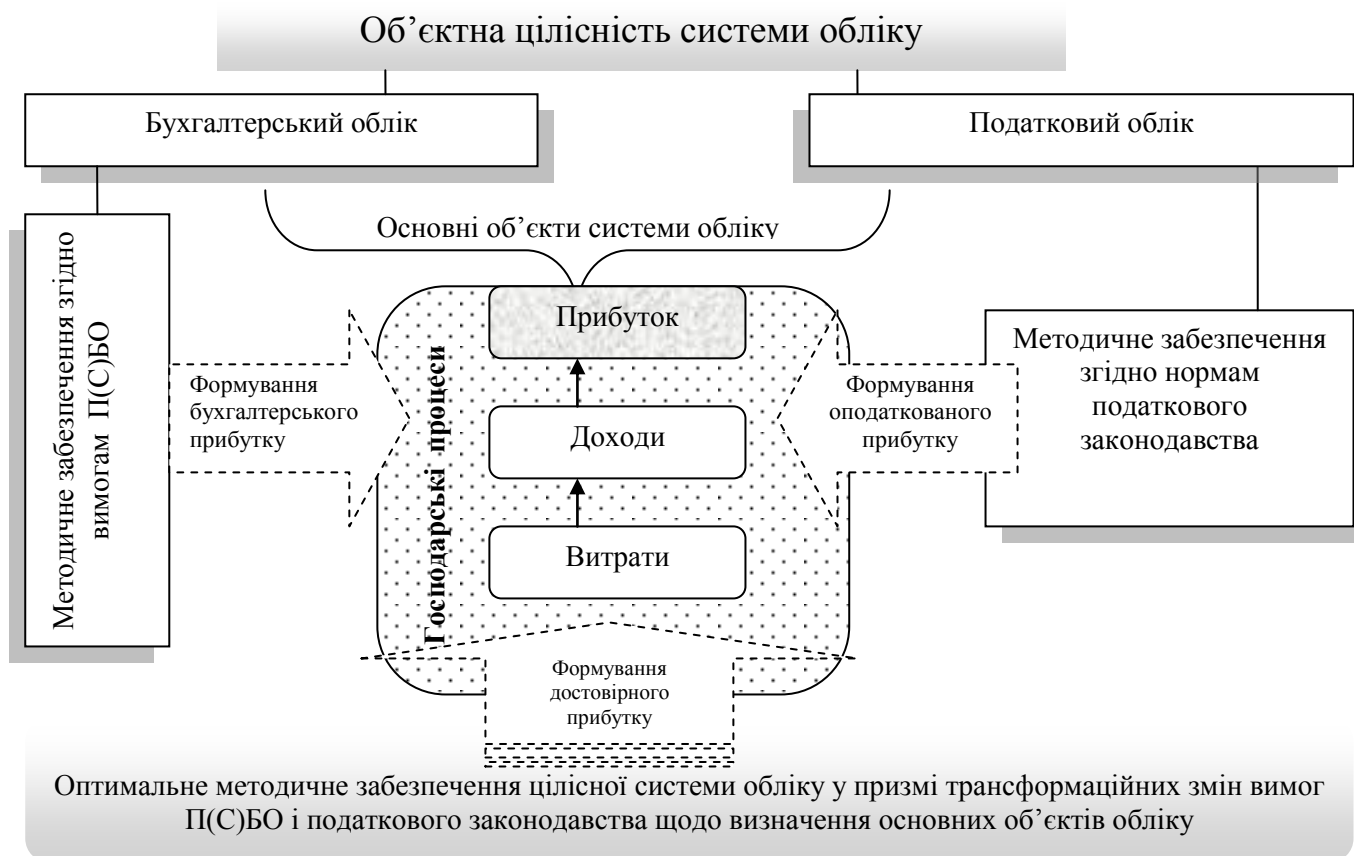 Об’єктна цілісність системи обліку
Бухгалтерський облік
Податковий облік
Основні об’єкти системи обліку
Методичне забезпечення згідно
вимогам П(С)БО
Формування
бухгалтерського
прибутку
Господарські процеси
Прибуток
Доходи
Витрати
Формування
оподаткованого
прибутку
Методичне забезпечення
згідно нормам
податкового
законодавства
Формування
достовірного
прибутку
Оптимальне методичне забезпечення цілісної системи обліку у призмі трансформаційних змін вимог
П(С)БО і податкового законодавства щодо визначення основних об’єктів обліку